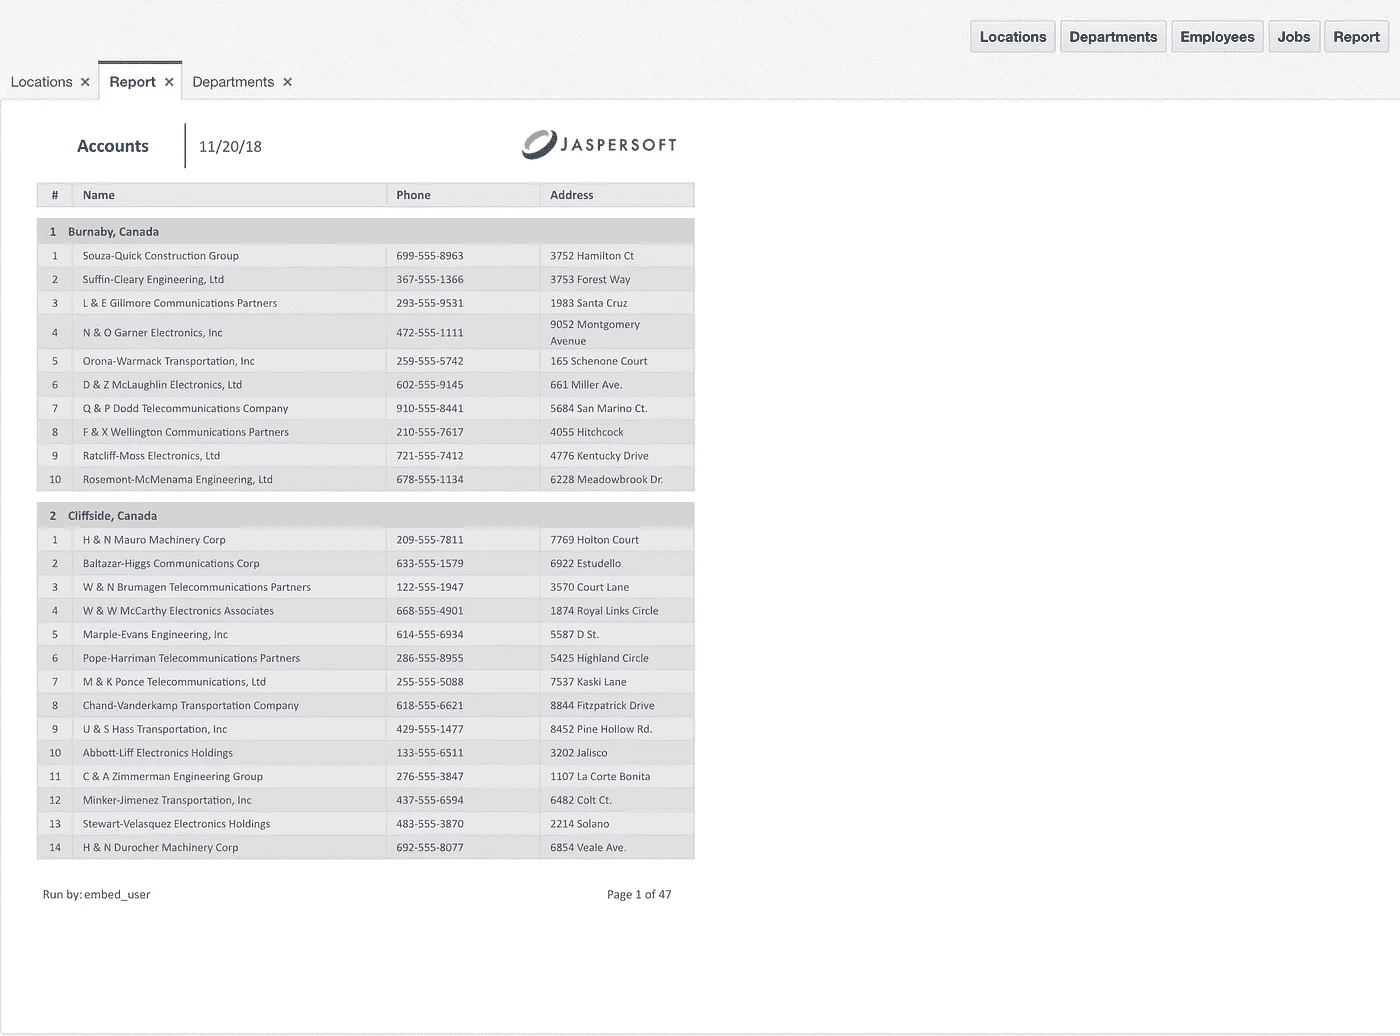 Locations Departments Employees Jobs Report
Locations × Report × Departments ×
Accounts 11/20/18 JASPERSOFT
# Name Phone Address
1 Burnaby, Canada
1 Souza-Quick Construction Group 699-555-8963 3752 Hamilton Ct
2 Suffin-Cleary Engineering, Ltd 367-555-1366 3753 Forest Way
3 L & E Gillmore Communications Partners 293-555-9531 1983 Santa Cruz
4 N & O Garner Electronics, Inc 472-555-1111 9052 Montgomery
Avenue
5 Orona-Warmack Transportation, Inc 259-555-5742 165 Schenone Court
6 D & Z McLaughlin Electronics, Ltd 602-555-9145 661 Miller Ave.
7 Q & P Dodd Telecommunications Company 910-555-8441 5684 San Marino Ct.
8 F & X Wellington Communications Partners 210-555-7617 4055 Hitchcock
9 Ratcliff-Moss Electronics, Ltd 721-555-7412 4776 Kentucky Drive
10 Rosemont-McMenama Engineering, Ltd 678-555-1134 6228 Meadowbrook Dr.
2 Cliffside, Canada
1 H & N Mauro Machinery Corp 209-555-7811 7769 Holton Court
2 Baltazar-Higgs Communications Corp 633-555-1579 6922 Estudello
3 W & N Brumagen Telecommunications Partners 122-555-1947 3570 Court Lane
4 W & W McCarthy Electronics Associates 668-555-4901 1874 Royal Links Circle
5 Marple-Evans Engineering, Inc 614-555-6934 5587 D St.
6 Pope-Harriman Telecommunications Partners 286-555-8955 5425 Highland Circle
7 M & K Ponce Telecommunications, Ltd 255-555-5088 7537 Kaski Lane
8 Chand-Vanderkamp Transportation Company 618-555-6621 8844 Fitzpatrick Drive
9 U & S Hass Transportation, Inc 429-555-1477 8452 Pine Hollow Rd.
10 Abbott-Liff Electronics Holdings 133-555-6511 3202 Jalisco
11 C & A Zimmerman Engineering Group 276-555-3847 1107 La Corte Bonita
12 Minker-Jimenez Transportation, Inc 437-555-6594 6482 Colt Ct.
13 Stewart-Velasquez Electronics Holdings 483-555-3870 2214 Solano
14 H & N Durocher Machinery Corp 692-555-8077 6854 Veale Ave.
Run by: embed_user Page 1 of 47